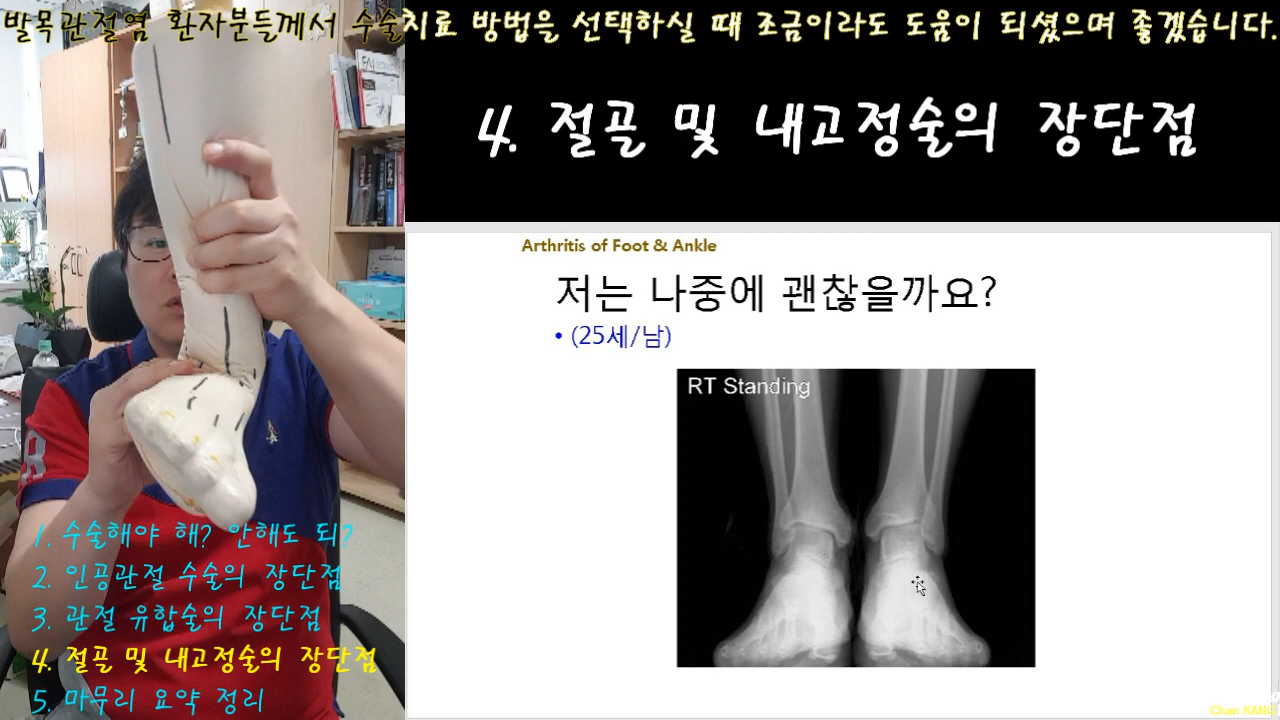 발목관절염 환자분들께서 수술치료 방법을 선택하실 때 조금이라도 도움이 되셨으며 좋겠습니다.
4. 절골 및 내고정술의 장단점
Arthritis of Foot & Ankle
저는 나중에 괜찮을까요?
• (25세/남)
RT Standing
1. 수술해야 해? 안해도 되?
2. 인공관절 수술의 장단점
3. 관절 유합술의 장단점
4. 절골 및 내고정술의 장단점
5. 마무리 요약 정리
Chan KANG